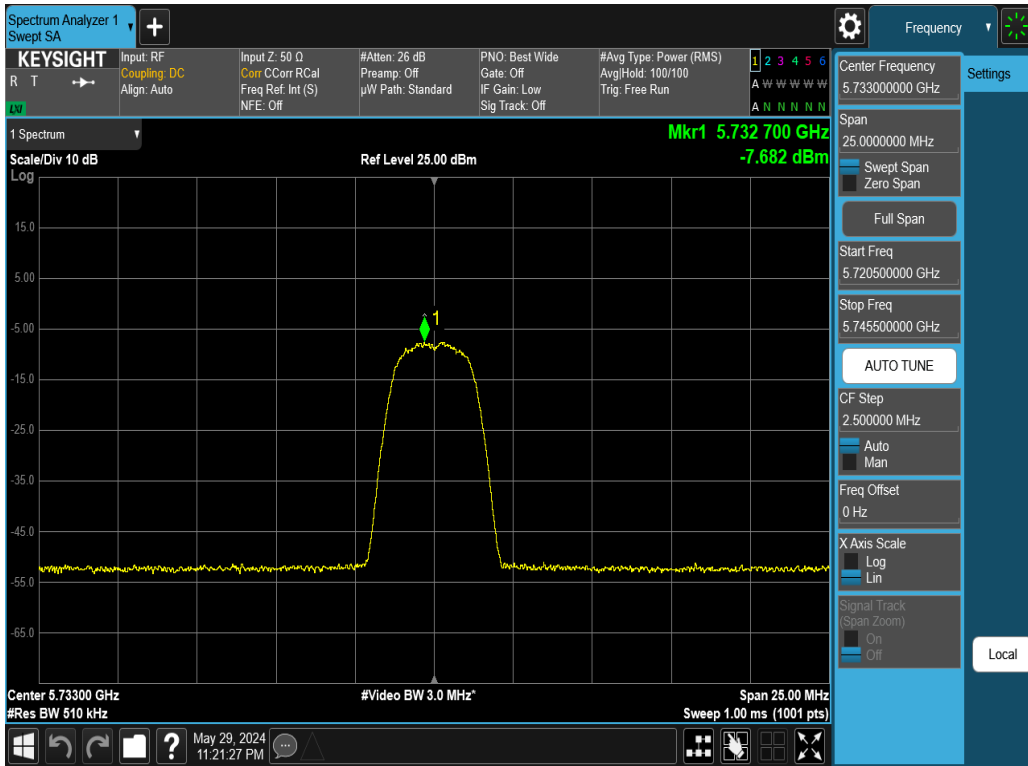 Spectrum Analyzer 1
Swept SA
+
Frequency
KEYSIGHT
R T
LXI
Input: RF
Coupling: DC
Align: Auto
Input Z: 50 Ω
Corr CCorr RCal
Freq Ref: Int (S)
NFE: Off
#Atten: 26 dB
Preamp: Off
µW Path: Standard
PNO: Best Wide
Gate: Off
IF Gain: Low
Sig Track: Off
#Avg Type: Power (RMS)
Avg|Hold: 100/100
Trig: Free Run
1 2 3 4 5 6
A W W W W W
A N N N N N
1 Spectrum
Scale/Div 10 dB
Log
Ref Level 25.00 dBm
Mkr1 5.732 700 GHz
-7.682 dBm
15.0
5.00
-5.00
-15.0
-25.0
-35.0
-45.0
-55.0
-65.0
1
Center 5.73300 GHz
#Res BW 510 kHz
#Video BW 3.0 MHz*
Span 25.00 MHz
Sweep 1.00 ms (1001 pts)
Center Frequency
5.733000000 GHz
Settings
Span
25.0000000 MHz
Swept Span
Zero Span
Full Span
Start Freq
5.720500000 GHz
Stop Freq
5.745500000 GHz
AUTO TUNE
CF Step
2.500000 MHz
Auto
Man
Freq Offset
0 Hz
X Axis Scale
Log
Lin
Signal Track
(Span Zoom)
On
Off
Local
?
May 29, 2024
11:21:27 PM